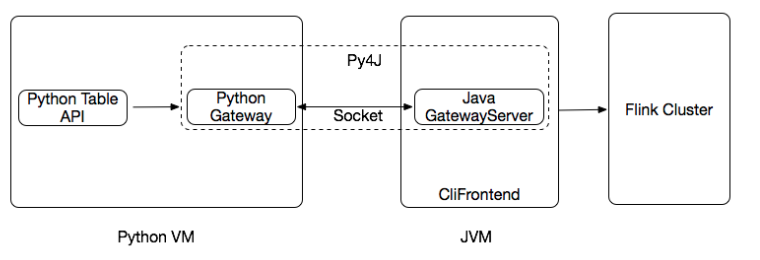 Py4J
Python Table
API
Python
Gateway
Socket
Java
GatewayServer
Flink Cluster
CliFrontend
Python VM
JVM